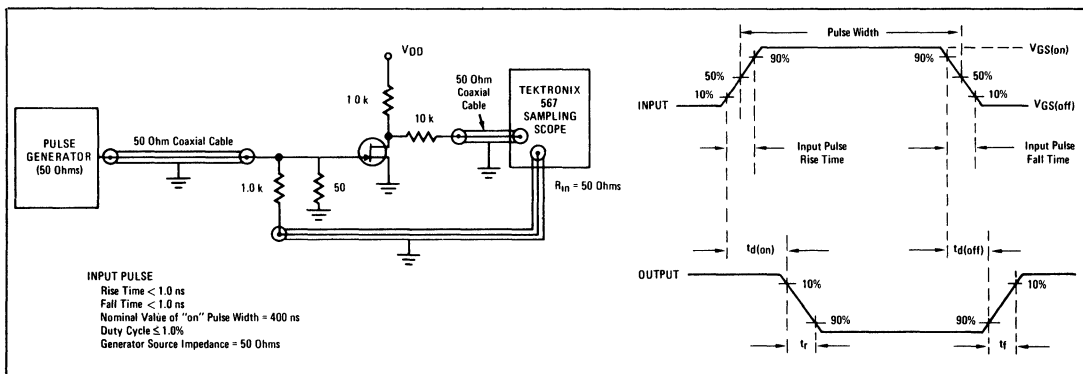 VDD
1 0 k
10 k
50 Ohm
Coaxial
Cable
TEKTRONIX
567
SAMPLING
SCOPE
PULSE
GENERATOR
(50 Ohms)
50 Ohm Coaxial Cable
1.0 k
50
Rin = 50 Ohms
INPUT PULSE
Rise Time < 1.0 ns
Fall Time < 1.0 ns
Nominal Value of "on" Pulse Width = 400 ns
Duty Cycle ≤ 1.0%
Generator Source Impedance = 50 Ohms
Pulse Width
VGS(on)
90%
90%
50%
50%
10%
10%
INPUT
VGS(off)
Input Pulse
Rise Time
Input Pulse
Fall Time
td(on)
td(off)
OUTPUT
10%
10%
90%
90%
tr
tf